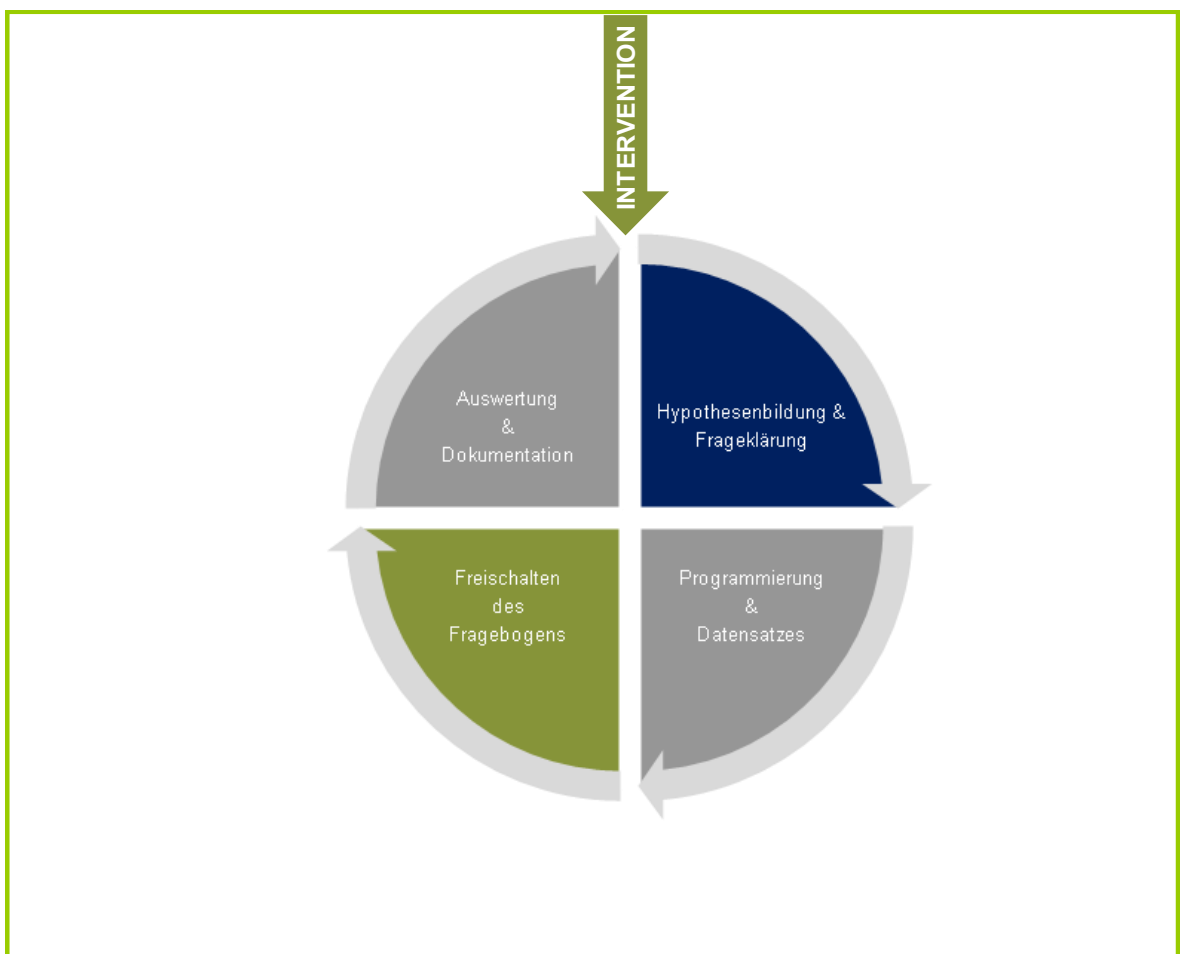 INTERVENTION
Auswertung
&
Dokumentation
Hypothesenbildung &
Frageklärung
Freischalten
des
Fragebogens
Programmierung
&
Datensatzes